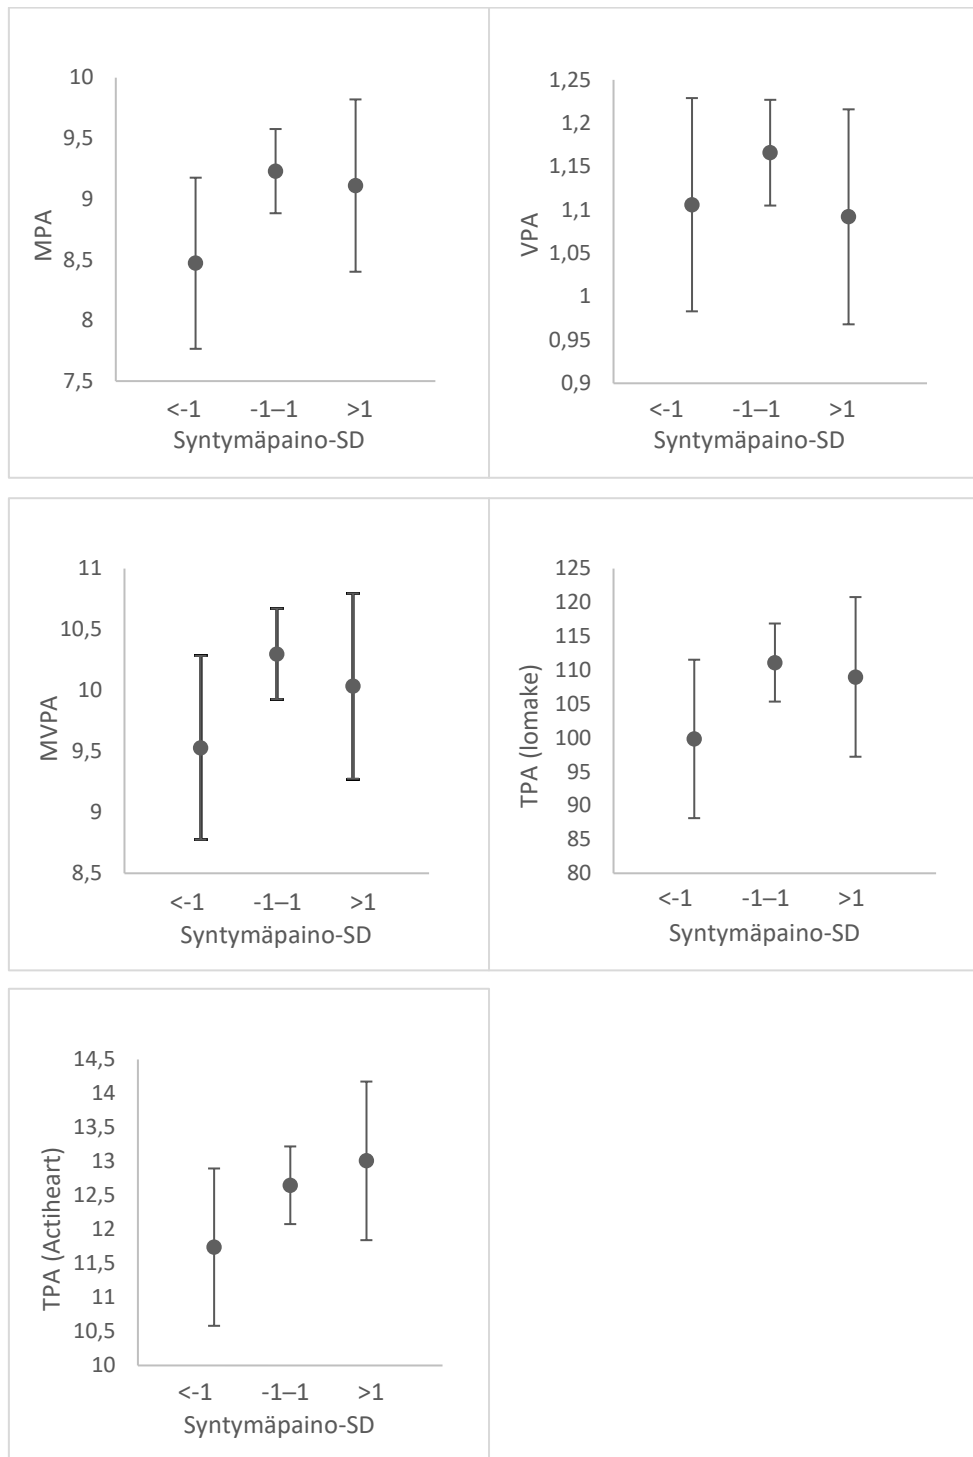 10
9,5
9
8,5
8
7,5
MPA
<-1 -1–1 >1
Syntymäpaino-SD
1,25
1,2
1,15
1,1
1,05
1
0,95
0,9
VPA
<-1 -1–1 >1
Syntymäpaino-SD
11
10,5
10
9,5
9
8,5
MVPA
<-1 -1–1 >1
Syntymäpaino-SD
125
120
115
110
105
100
95
90
85
80
TPA (lomake)
<-1 -1–1 >1
Syntymäpaino-SD
14,5
14
13,5
13
12,5
12
11,5
11
10,5
10
TPA (Actiheart)
<-1 -1–1 >1
Syntymäpaino-SD